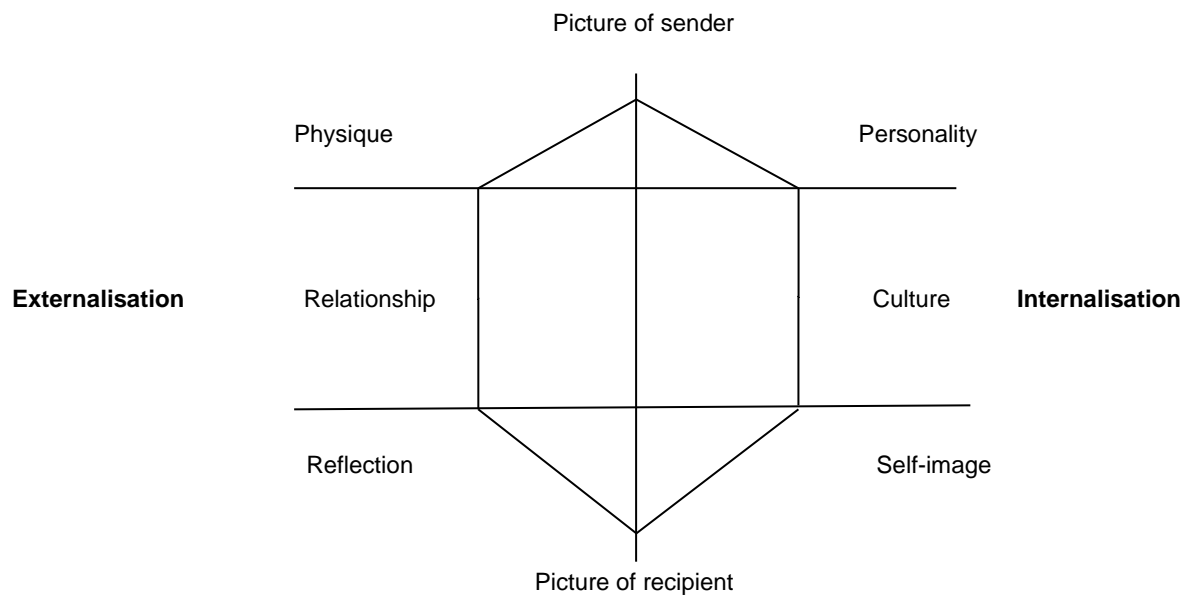 Picture of sender
Physique
Personality
Externalisation
Relationship
Culture
Internalisation
Reflection
Self-image
Picture of recipient